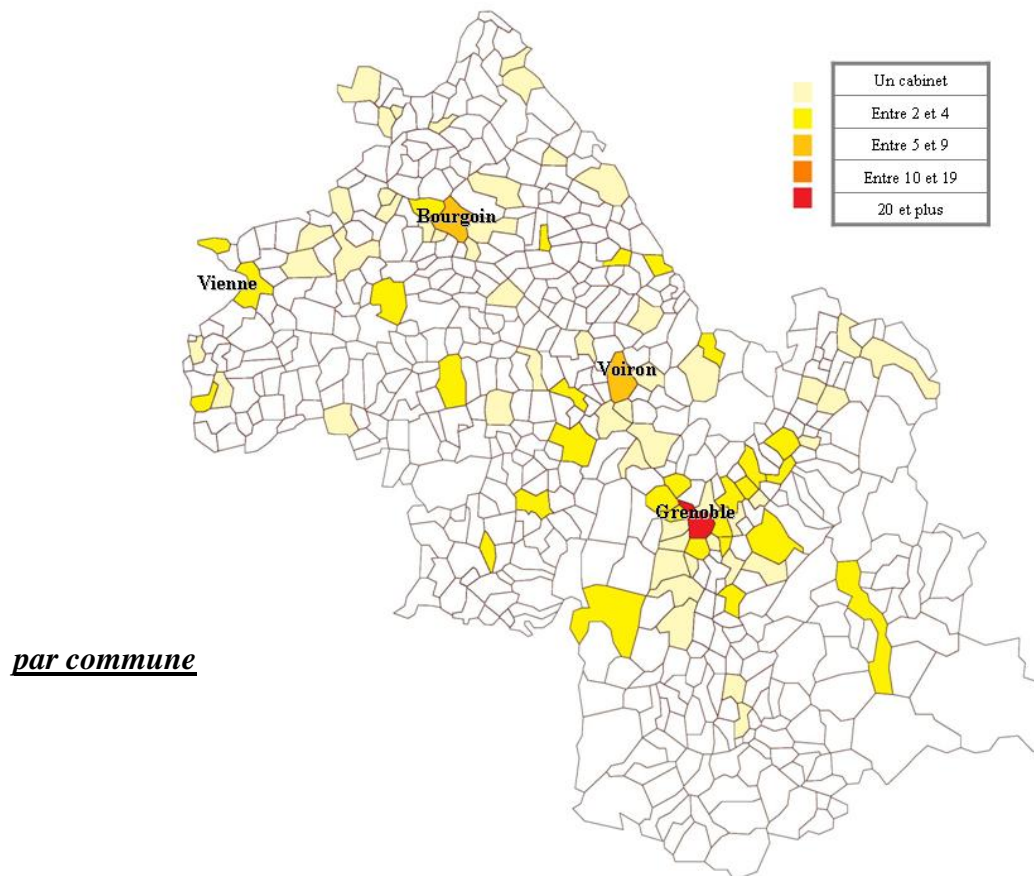 Un cabinet
Entre 2 et 4
Entre 5 et 9
Entre 10 et 19
20 et plus
Bourgoin
Vienne
Voiron
Grenoble
par commune